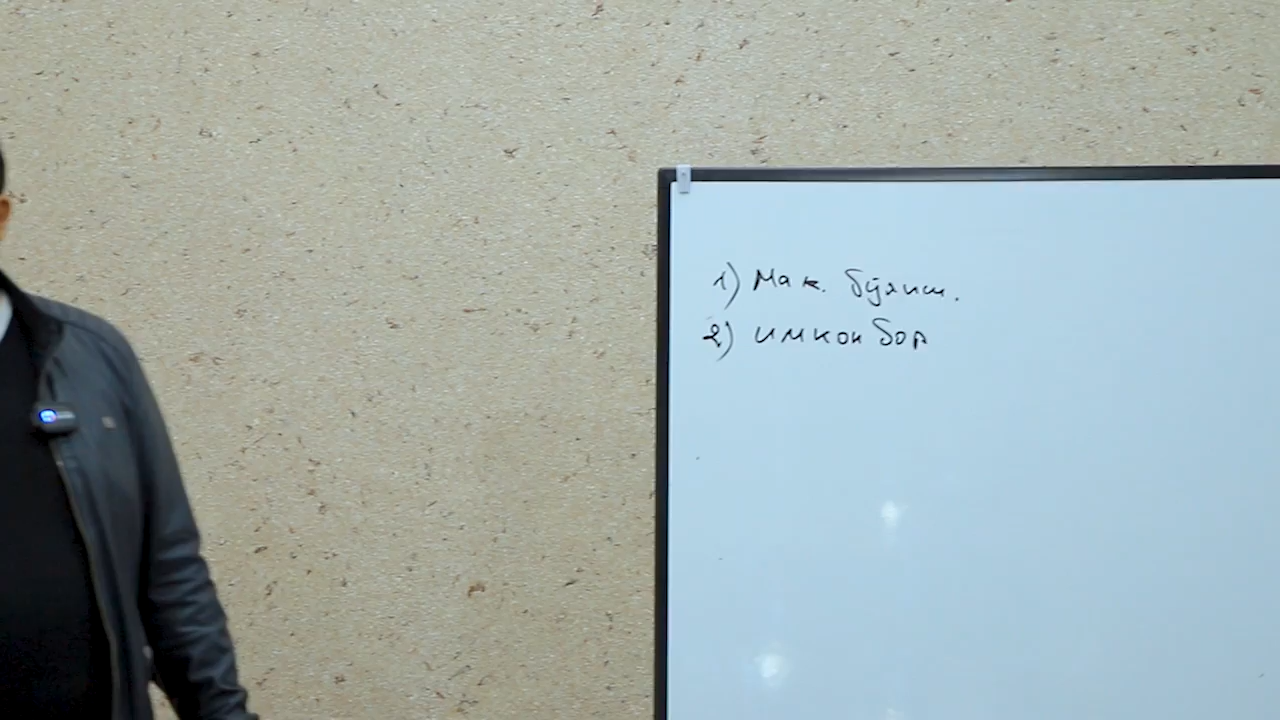 1) Мак. бўлиш.
2) имкон бор